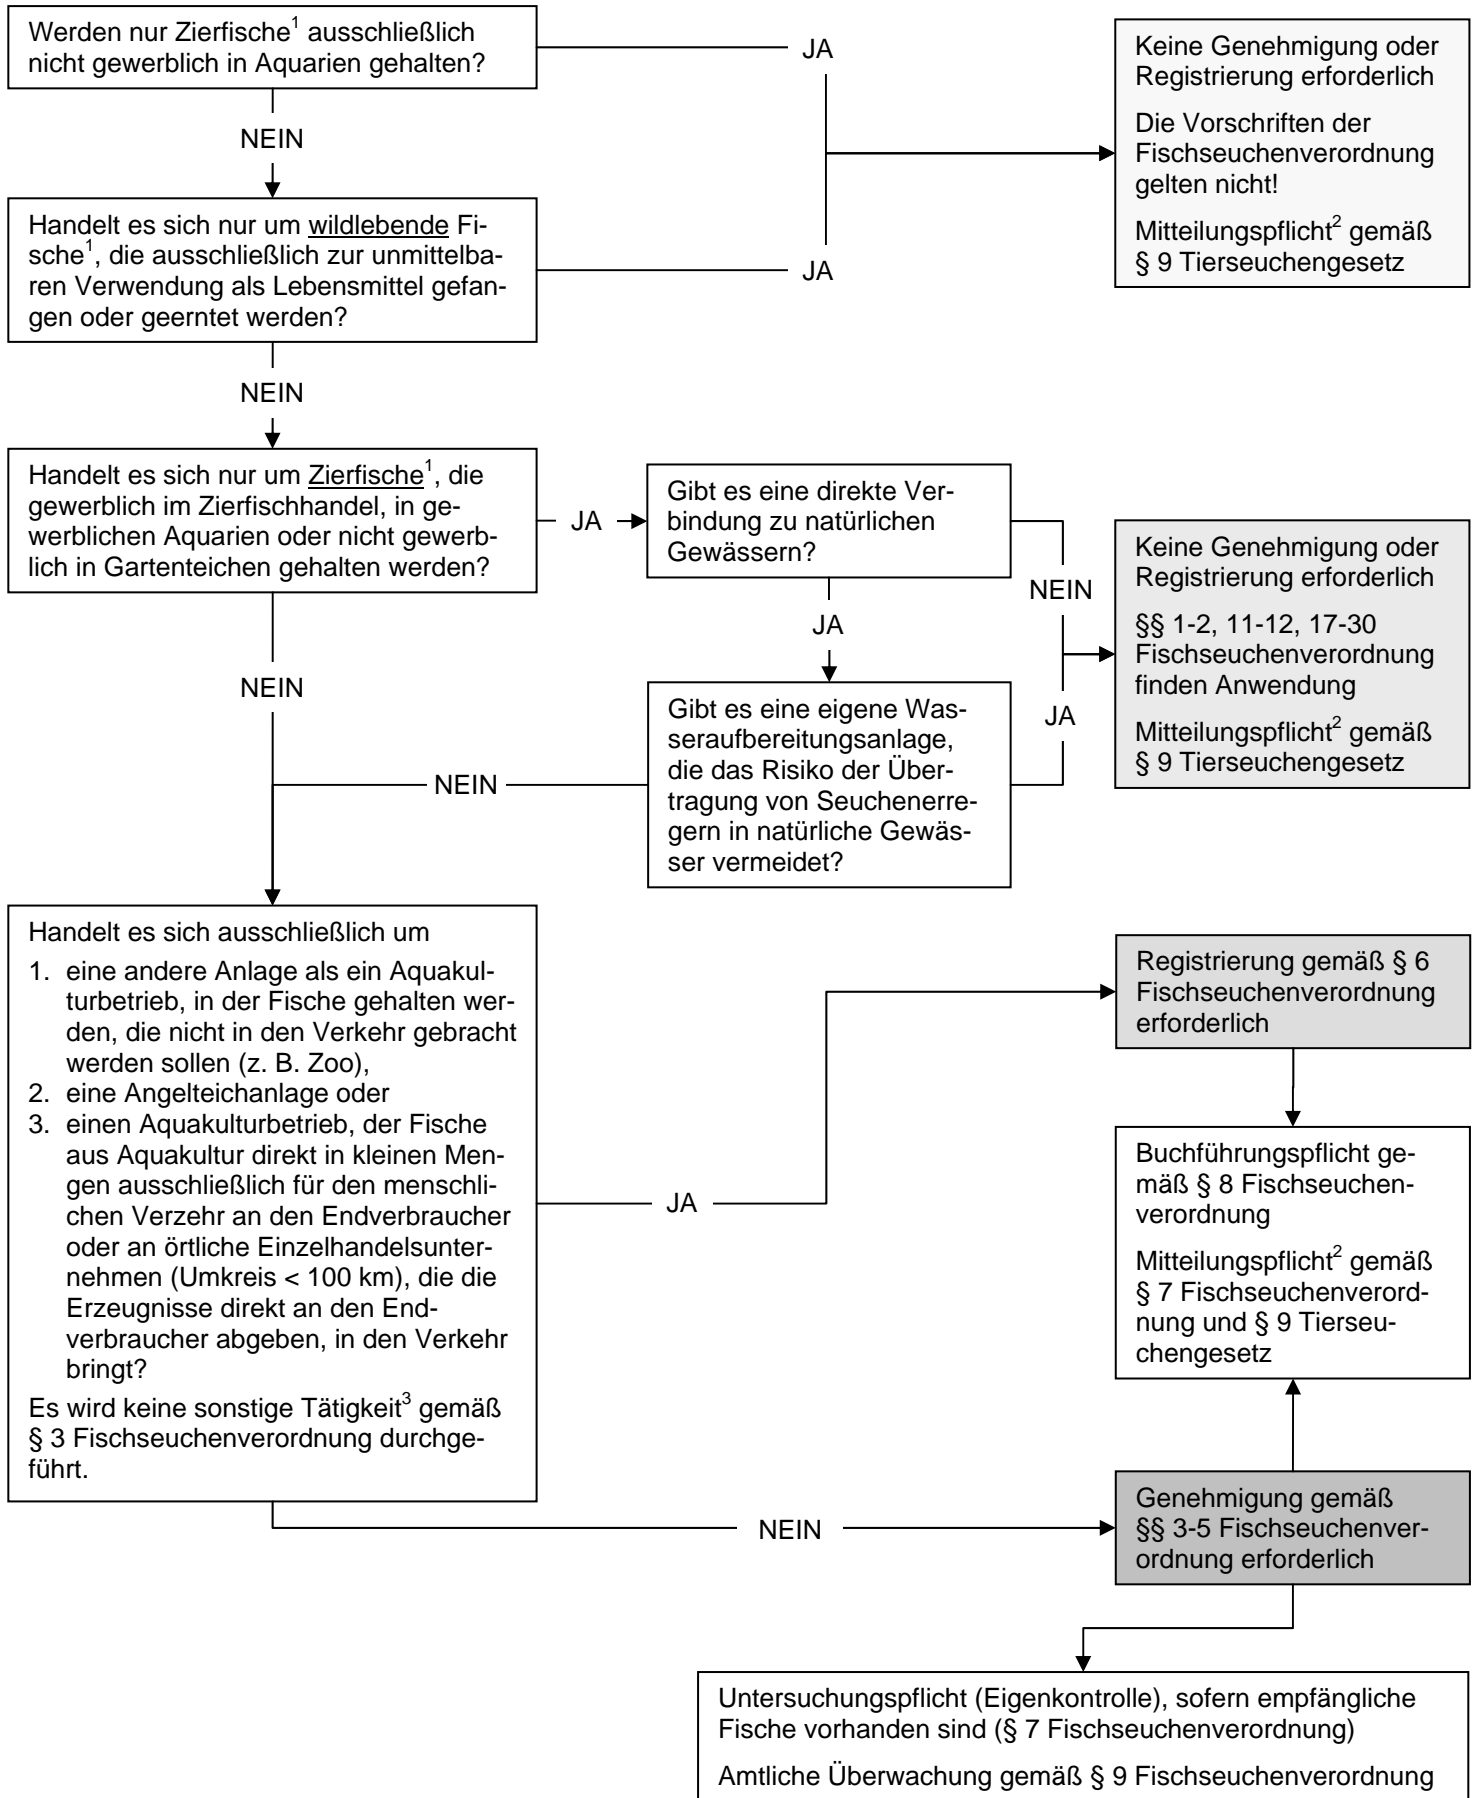 Werden nur Zierfische¹ ausschließlich
nicht gewerblich in Aquarien gehalten?
JA
Keine Genehmigung oder
Registrierung erforderlich
Die Vorschriften der
Fischseuchenverordnung
gelten nicht!
Mitteilungspflicht² gemäß
§ 9 Tierseuchengesetz
NEIN
Handelt es sich nur um wildlebende Fi-
sche¹, die ausschließlich zur unmittelba-
ren Verwendung als Lebensmittel gefan-
gen oder geerntet werden?
JA
NEIN
Handelt es sich nur um Zierfische¹, die
gewerblich im Zierfischhandel, in ge-
werblichen Aquarien oder nicht gewerb-
lich in Gartenteichen gehalten werden?
JA
Gibt es eine direkte Ver-
bindung zu natürlichen
Gewässern?
NEIN
Keine Genehmigung oder
Registrierung erforderlich
§§ 1-2, 11-12, 17-30
Fischseuchenverordnung
finden Anwendung
Mitteilungspflicht² gemäß
§ 9 Tierseuchengesetz
JA
NEIN
Gibt es eine eigene Was-
seraufbereitungsanlage,
die das Risiko der Über-
tragung von Seuchenerre-
gern in natürliche Gewäs-
ser vermeidet?
JA
NEIN
Handelt es sich ausschließlich um
1. eine andere Anlage als ein Aquakul-
turbetrieb, in der Fische gehalten wer-
den, die nicht in den Verkehr gebracht
werden sollen (z. B. Zoo),
2. eine Angelteichanlage oder
3. einen Aquakulturbetrieb, der Fische
aus Aquakultur direkt in kleinen Men-
gen ausschließlich für den menschli-
chen Verzehr an den Endverbraucher
oder an örtliche Einzelhandelsunter-
nehmen (Umkreis < 100 km), die die
Erzeugnisse direkt an den End-
verbraucher abgeben, in den Verkehr
bringt?
Es wird keine sonstige Tätigkeit³ gemäß
§ 3 Fischseuchenverordnung durchge-
führt.
JA
Registrierung gemäß § 6
Fischseuchenverordnung
erforderlich
Buchführungspflicht ge-
mäß § 8 Fischseuchen-
verordnung
Mitteilungspflicht² gemäß
§ 7 Fischseuchenverord-
nung und § 9 Tierseu-
chengesetz
NEIN
Genehmigung gemäß
§§ 3-5 Fischseuchenver-
ordnung erforderlich
Untersuchungspflicht (Eigenkontrolle), sofern empfängliche
Fische vorhanden sind (§ 7 Fischseuchenverordnung)
Amtliche Überwachung gemäß § 9 Fischseuchenverordnung